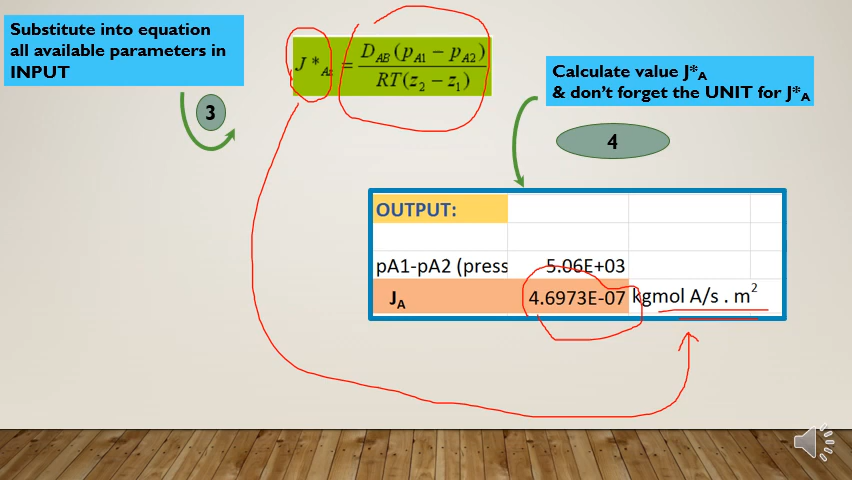 Substitute into equation
all available parameters in
INPUT
3
J*Az = DAB(pA1 − pA2) / RT(z2 − z1)
Calculate value J*A
& don't forget the UNIT for J*A
4
OUTPUT:
pA1-pA2 (press 5.06E+03
JA 4.6973E-07 kgmol A/s . m²